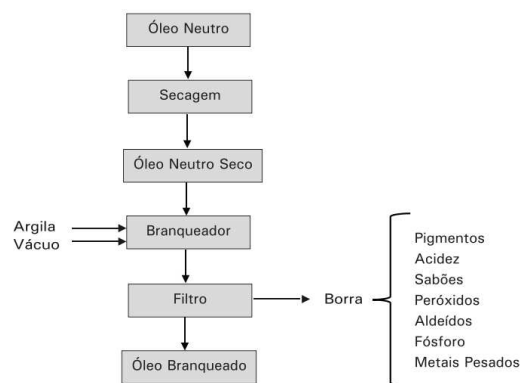 Óleo Neutro
Secagem
Óleo Neutro Seco
Argila
Vácuo
Branqueador
Filtro
Borra
Pigmentos
Acidez
Sabões
Peróxidos
Aldeídos
Fósforo
Metais Pesados
Óleo Branqueado